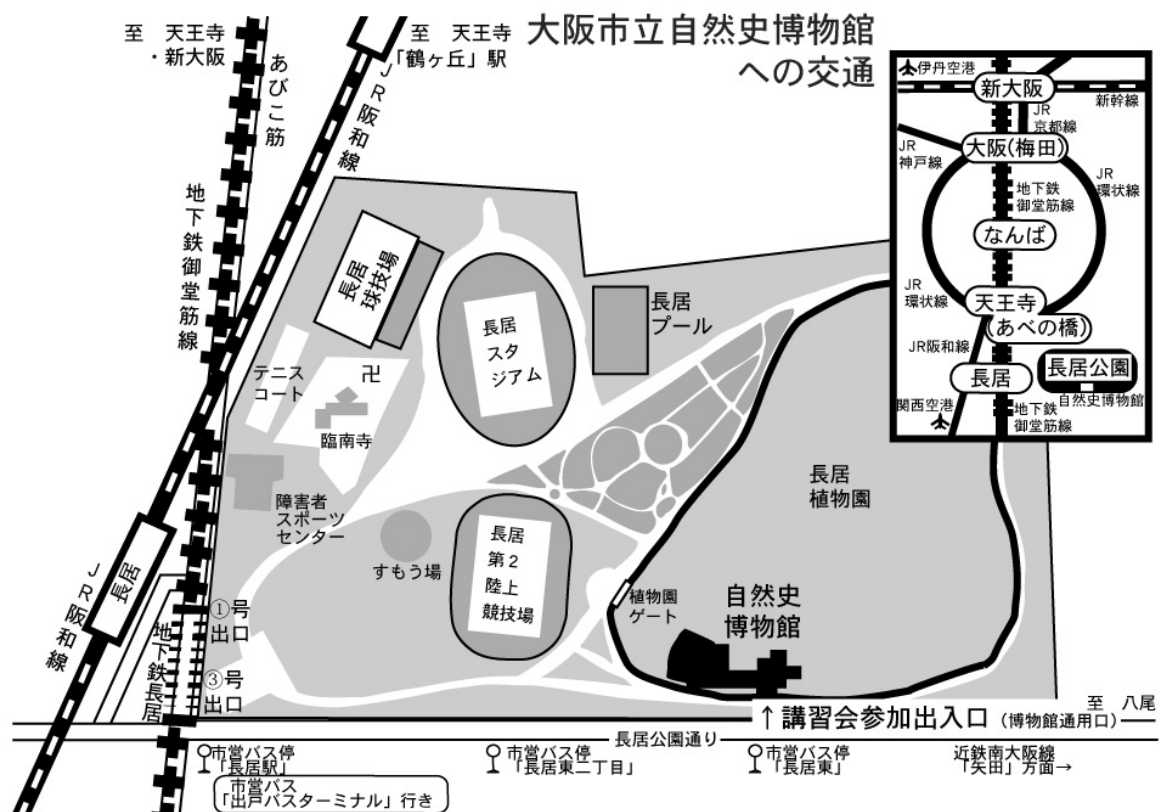 大阪市立自然史博物館
への交通
至 天王寺
・新大阪
至 天王寺
「鶴ヶ丘」駅
あびこ筋
JR阪和線
地下鉄御堂筋線
長居
球技場
長居
スタ
ジアム
長居
プール
テニス
コート
卍
臨南寺
障害者
スポーツ
センター
すもう場
長居
第2
陸上
競技場
長居
植物園
植物園
ゲート
自然史
博物館
長居
JR阪和線
①号
出口
地下鉄長居
③号
出口
↑講習会参加出入口(博物館通用口)
至 八尾
長居公園通り
市営バス停
「長居駅」
市営バス
「出戸バスターミナル」行き
市営バス停
「長居東二丁目」
市営バス停
「長居東」
近鉄南大阪線
「矢田」方面→
伊丹空港
新大阪
新幹線
JR
京都線
大阪(梅田)
JR
神戸線
JR
環状線
地下鉄
御堂筋線
なんば
JR
環状線
天王寺
(あべの橋)
JR阪和線
長居
長居公園
自然史博物館
関西空港
地下鉄
御堂筋線